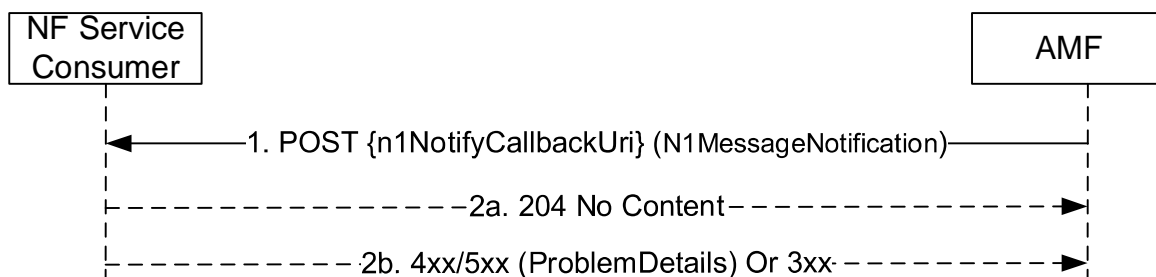 NF Service
Consumer
AMF
1. POST {n1NotifyCallbackUri} (N1MessageNotification)
2a. 204 No Content
2b. 4xx/5xx (ProblemDetails) Or 3xx